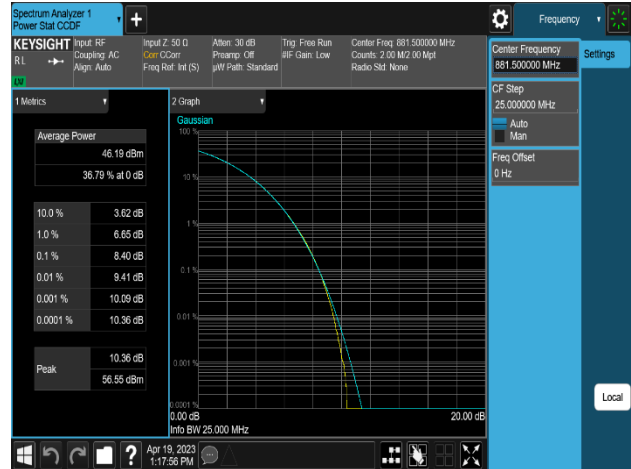 Spectrum Analyzer 1
Power Stat CCDF
Frequency
KEYSIGHT
Input: RF
Input Z: 50 Ω
Atten: 30 dB
Trig: Free Run
Center Freq: 881.500000 MHz
RL
Coupling: AC
Corr CCorr
Preamp: Off
#IF Gain: Low
Counts: 2.00 M/2.00 Mpt
Align: Auto
Freq Ref: Int (S)
µW Path: Standard
Radio Std: None
LXI
Center Frequency
881.500000 MHz
Settings
CF Step
25.000000 MHz
Auto
Man
Freq Offset
0 Hz
1 Metrics
Average Power
46.19 dBm
36.79 % at 0 dB
10.0 % 3.62 dB
1.0 % 6.65 dB
0.1 % 8.40 dB
0.01 % 9.41 dB
0.001 % 10.09 dB
0.0001 % 10.36 dB
Peak
10.36 dB
56.55 dBm
2 Graph
Gaussian
100 %
10 %
1 %
0.1 %
0.01 %
0.001 %
0.0001 %
0.00 dB
20.00 dB
Info BW 25.000 MHz
Local
?
Apr 19, 2023
1:17:56 PM